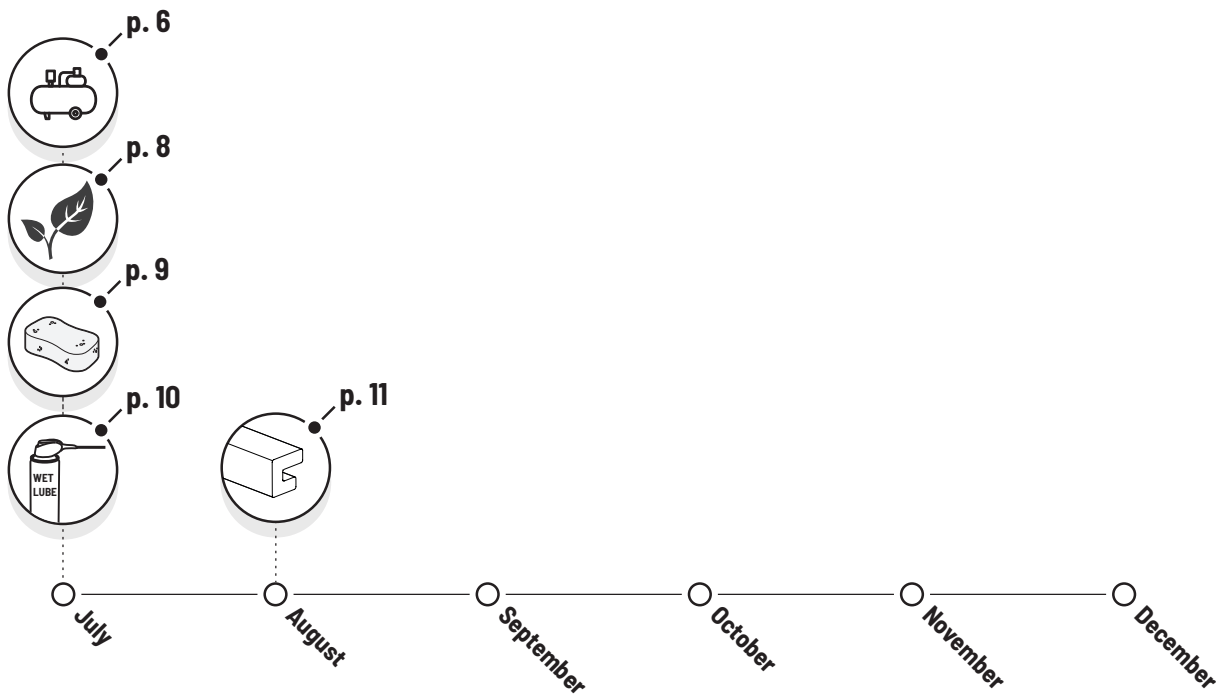 p. 6
p. 8
p. 9
p. 10
WET
LUBE
p. 11
July
August
September
October
November
December